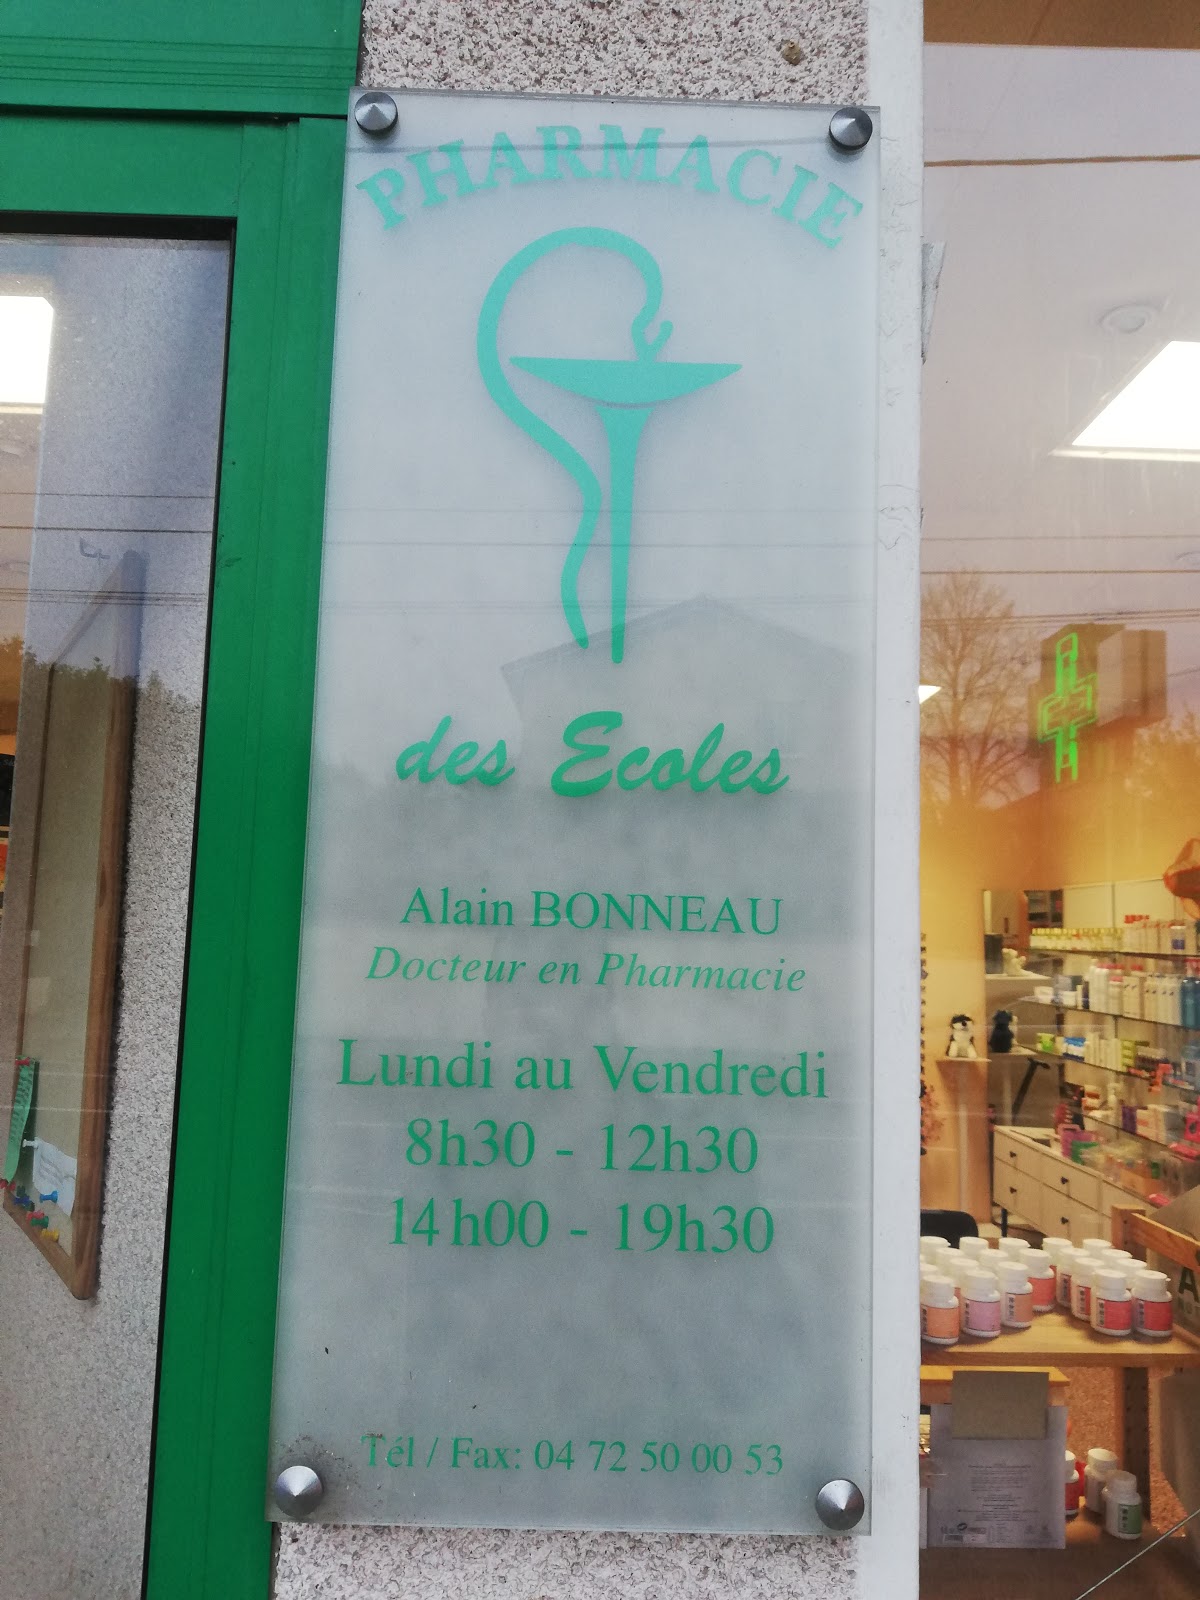 PHARMACIE
des Ecoles
Alain BONNEAU
Docteur en Pharmacie
Lundi au Vendredi
8h30 - 12h30
14h00 - 19h30
Tél / Fax: 04 72 50 00 53